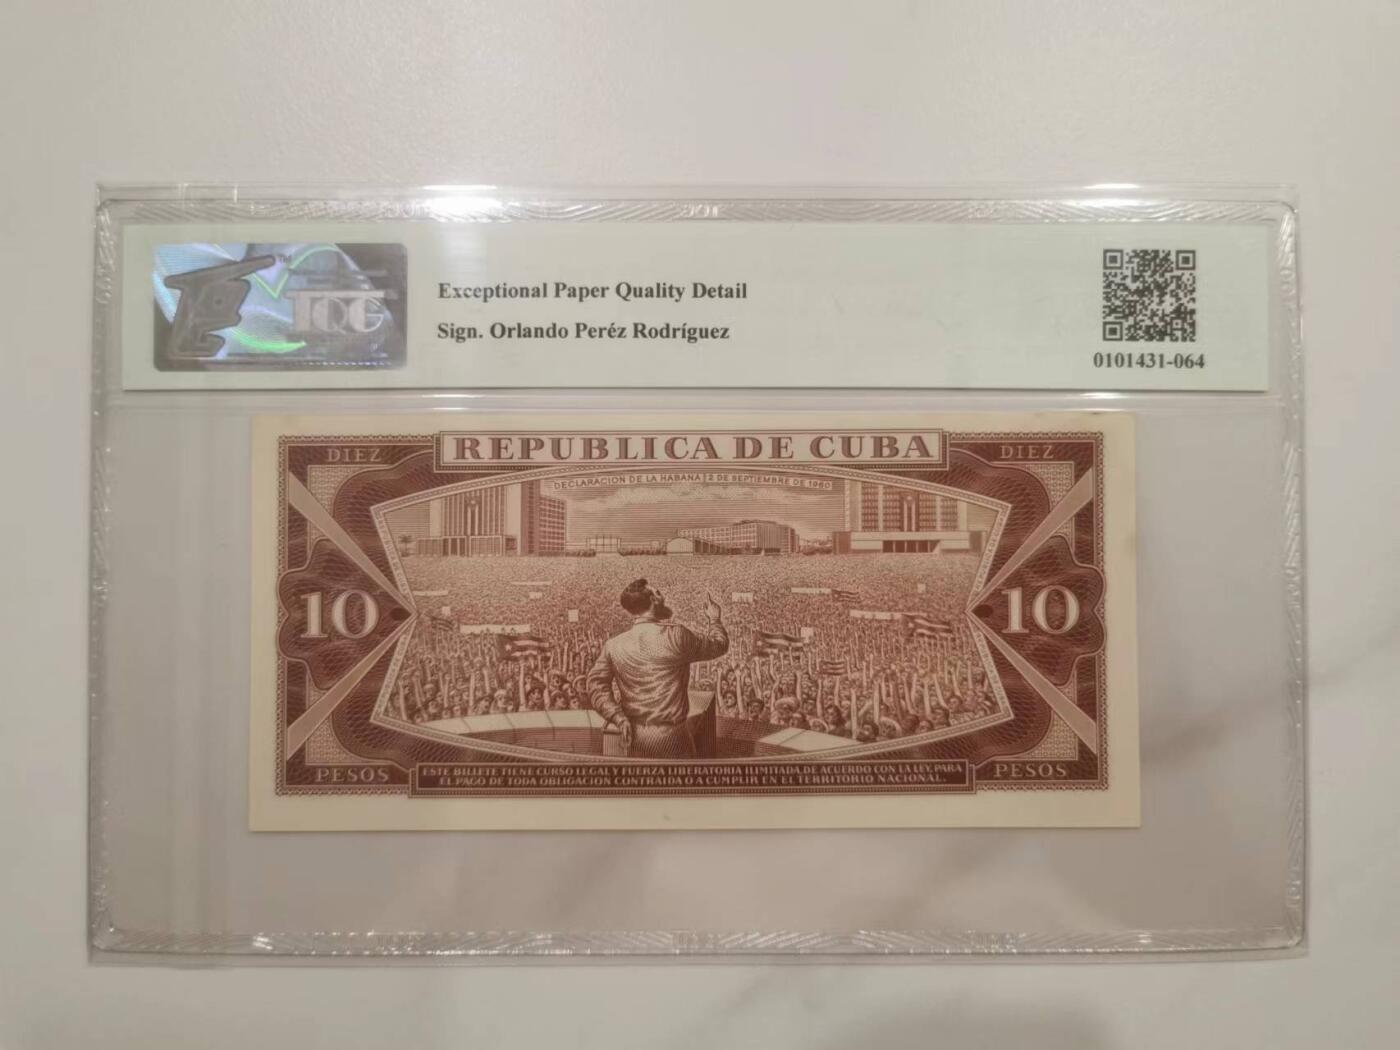 TQG
Exceptional Paper Quality Detail
Sign. Orlando Peréz Rodríguez
0101431-064
REPUBLICA DE CUBA
DIEZ
DIEZ
DECLARACION DE LA HABANA 2 DE SEPTIEMBRE DE 1960
10
10
PESOS
PESOS
ESTE BILLETE TIENE CURSO LEGAL Y FUERZA LIBERATORIA ILIMITADA, DE ACUERDO CON LA LEY, PARA
EL PAGO DE TODA OBLIGACION CONTRAIDA O A CUMPLIR EN EL TERRITORIO NACIONAL.